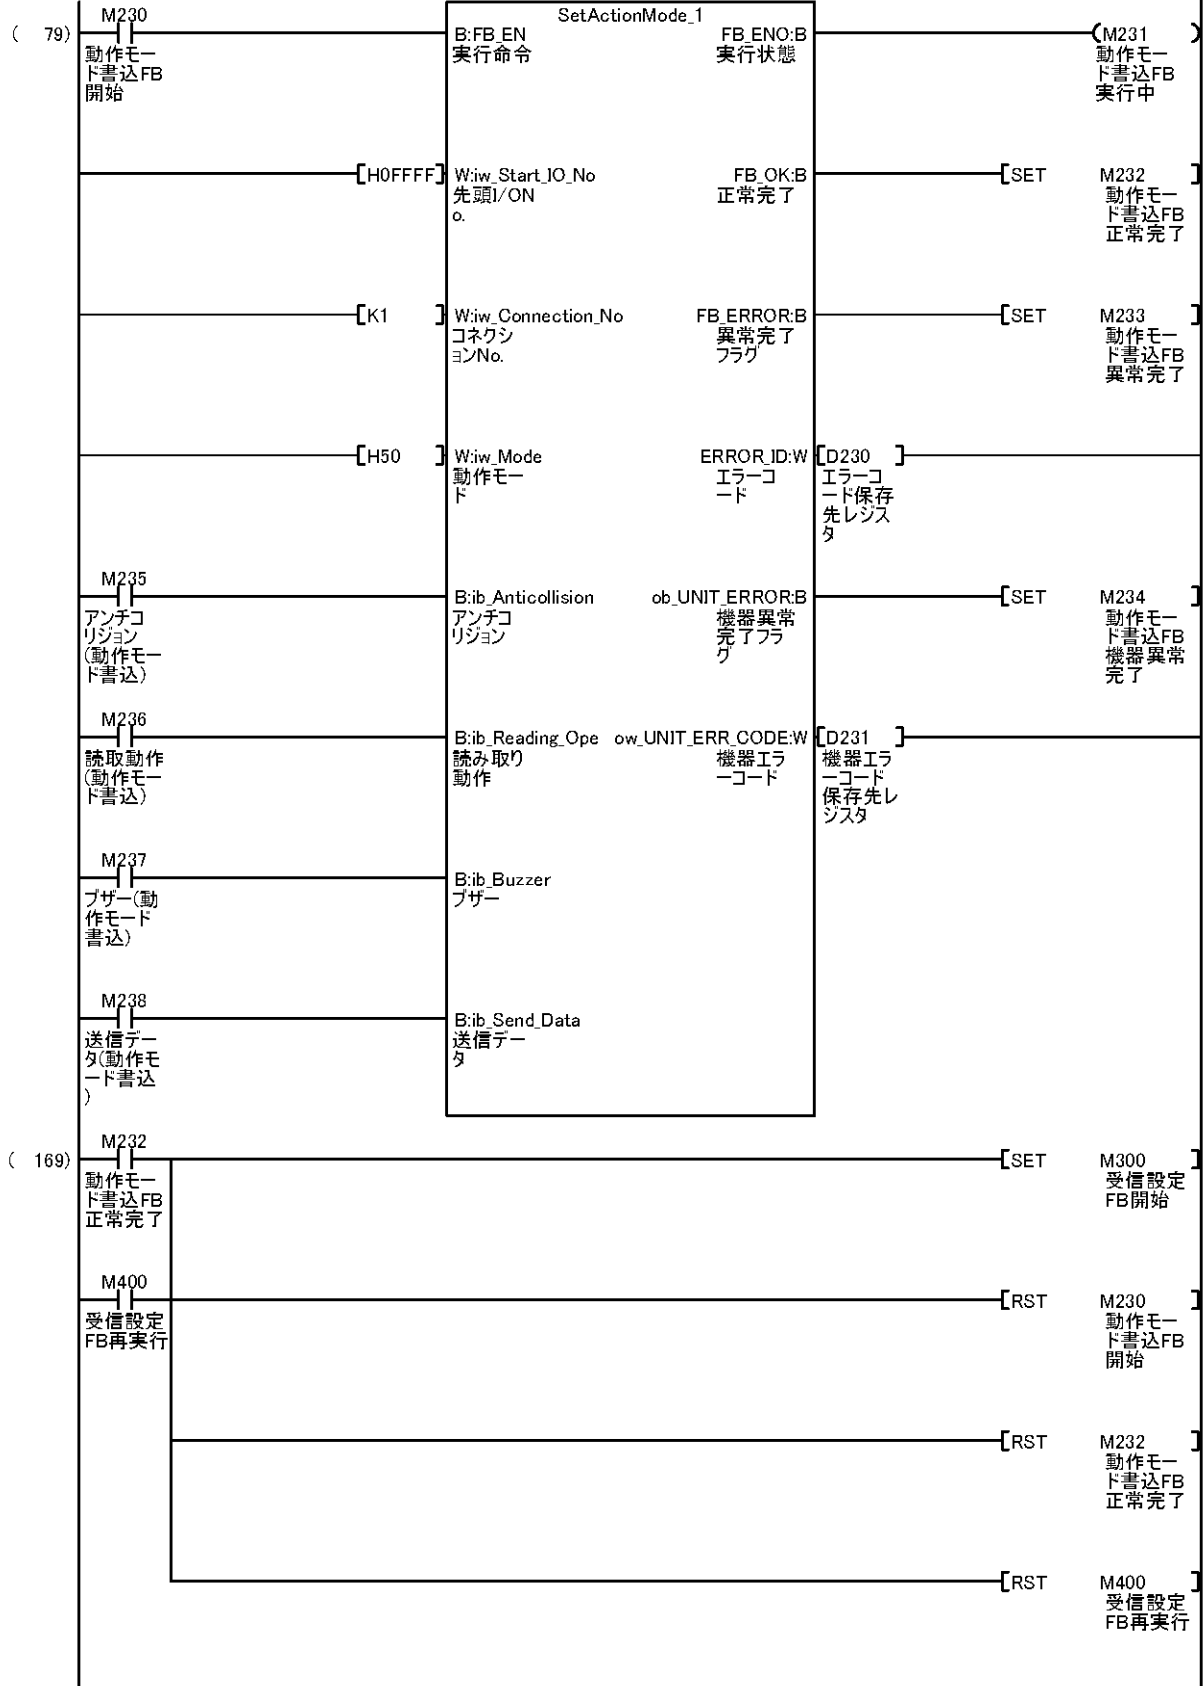 M230
SetActionMode_1
( 79)
B:FB_EN
FB_ENO:B
M231
動作モー
ド書込FB
開始
実行命令
実行状態
動作モー
ド書込FB
実行中
H0FFFF
W:iw_Start_IO_No
FB_OK:B
SET M232
先頭I/ON
o.
正常完了
動作モー
ド書込FB
正常完了
K1
W:iw_Connection_No
FB_ERROR:B
SET M233
コネクシ
ョンNo.
異常完了
フラグ
動作モー
ド書込FB
異常完了
H50
W:iw_Mode
ERROR_ID:W
D230
動作モー
ド
エラーコ
ード
エラーコ
ード保存
先レジス
タ
M235
B:ib_Anticollision
ob_UNIT_ERROR:B
SET M234
アンチコ
リジョン
(動作モー
ド書込)
アンチコ
リジョン
機器異常
完了フラ
グ
動作モー
ド書込FB
機器異常
完了
M236
B:ib_Reading_Ope
ow_UNIT_ERR_CODE:W
D231
読取動作
(動作モー
ド書込)
読み取り
動作
機器エラ
ーコード
機器エラ
ーコード
保存先レ
ジスタ
M237
B:ib_Buzzer
ブザー(動
作モード
書込)
ブザー
M238
B:ib_Send_Data
送信デー
タ(動作モ
ード書込
)
送信デー
タ
M232
( 169)
SET M300
動作モー
ド書込FB
正常完了
受信設定
FB開始
M400
RST M230
受信設定
FB再実行
動作モー
ド書込FB
開始
RST M232
動作モー
ド書込FB
正常完了
RST M400
受信設定
FB再実行